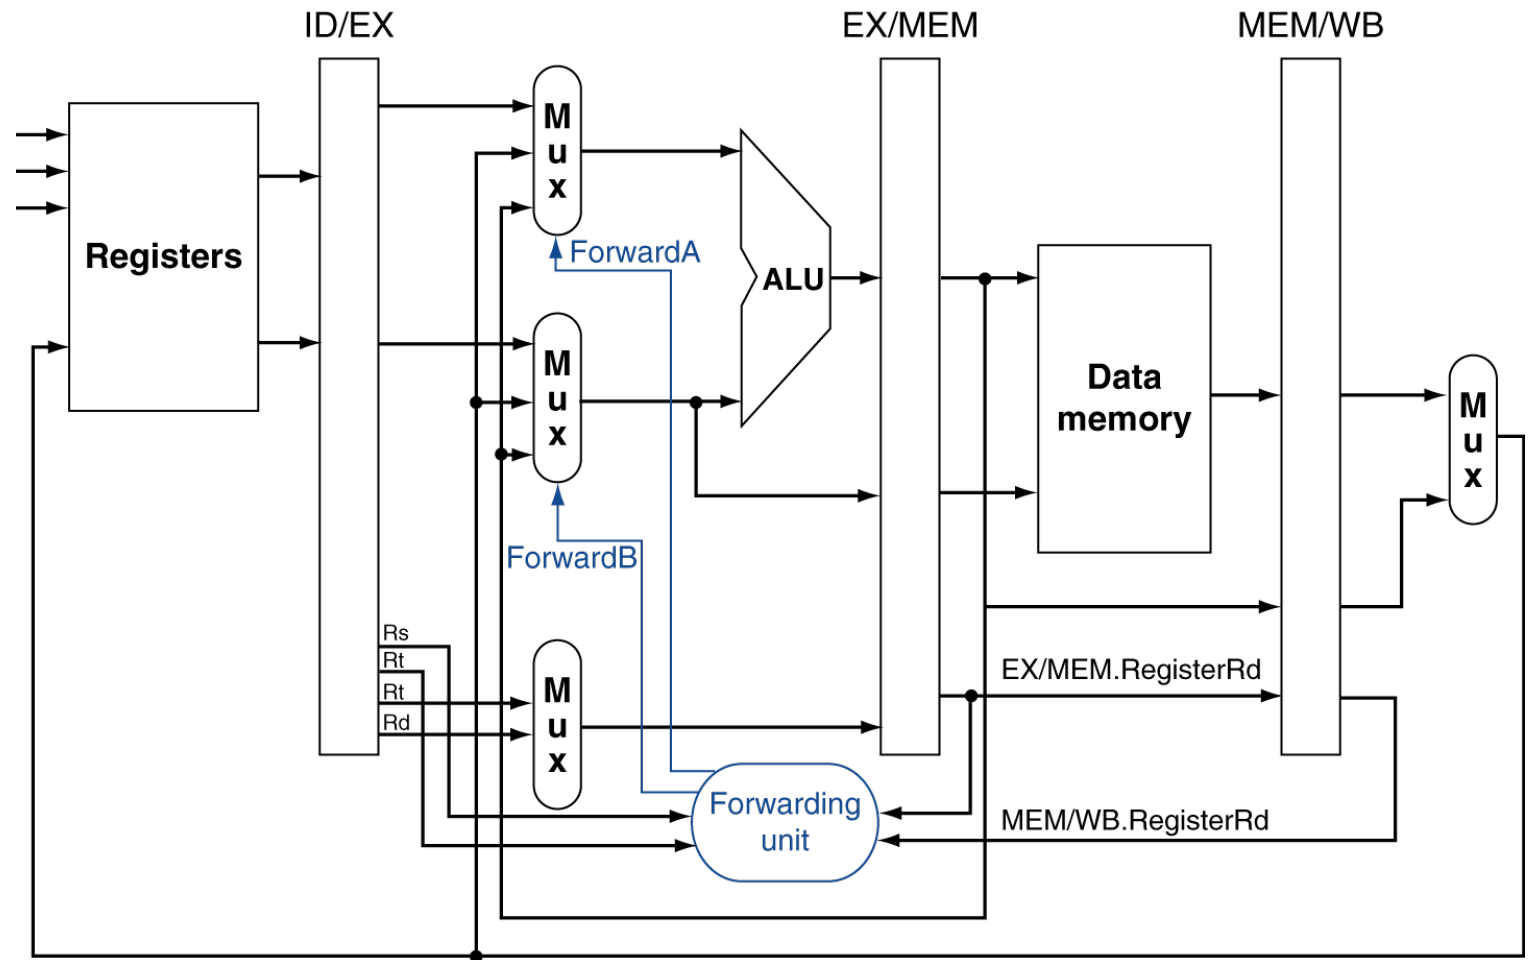 ID/EX
EX/MEM
MEM/WB
M
u
x
Registers
ForwardA
ALU
M
u
x
Data
memory
M
u
x
ForwardB
Rs
Rt
Rt
Rd
M
u
x
EX/MEM.RegisterRd
Forwarding
unit
MEM/WB.RegisterRd